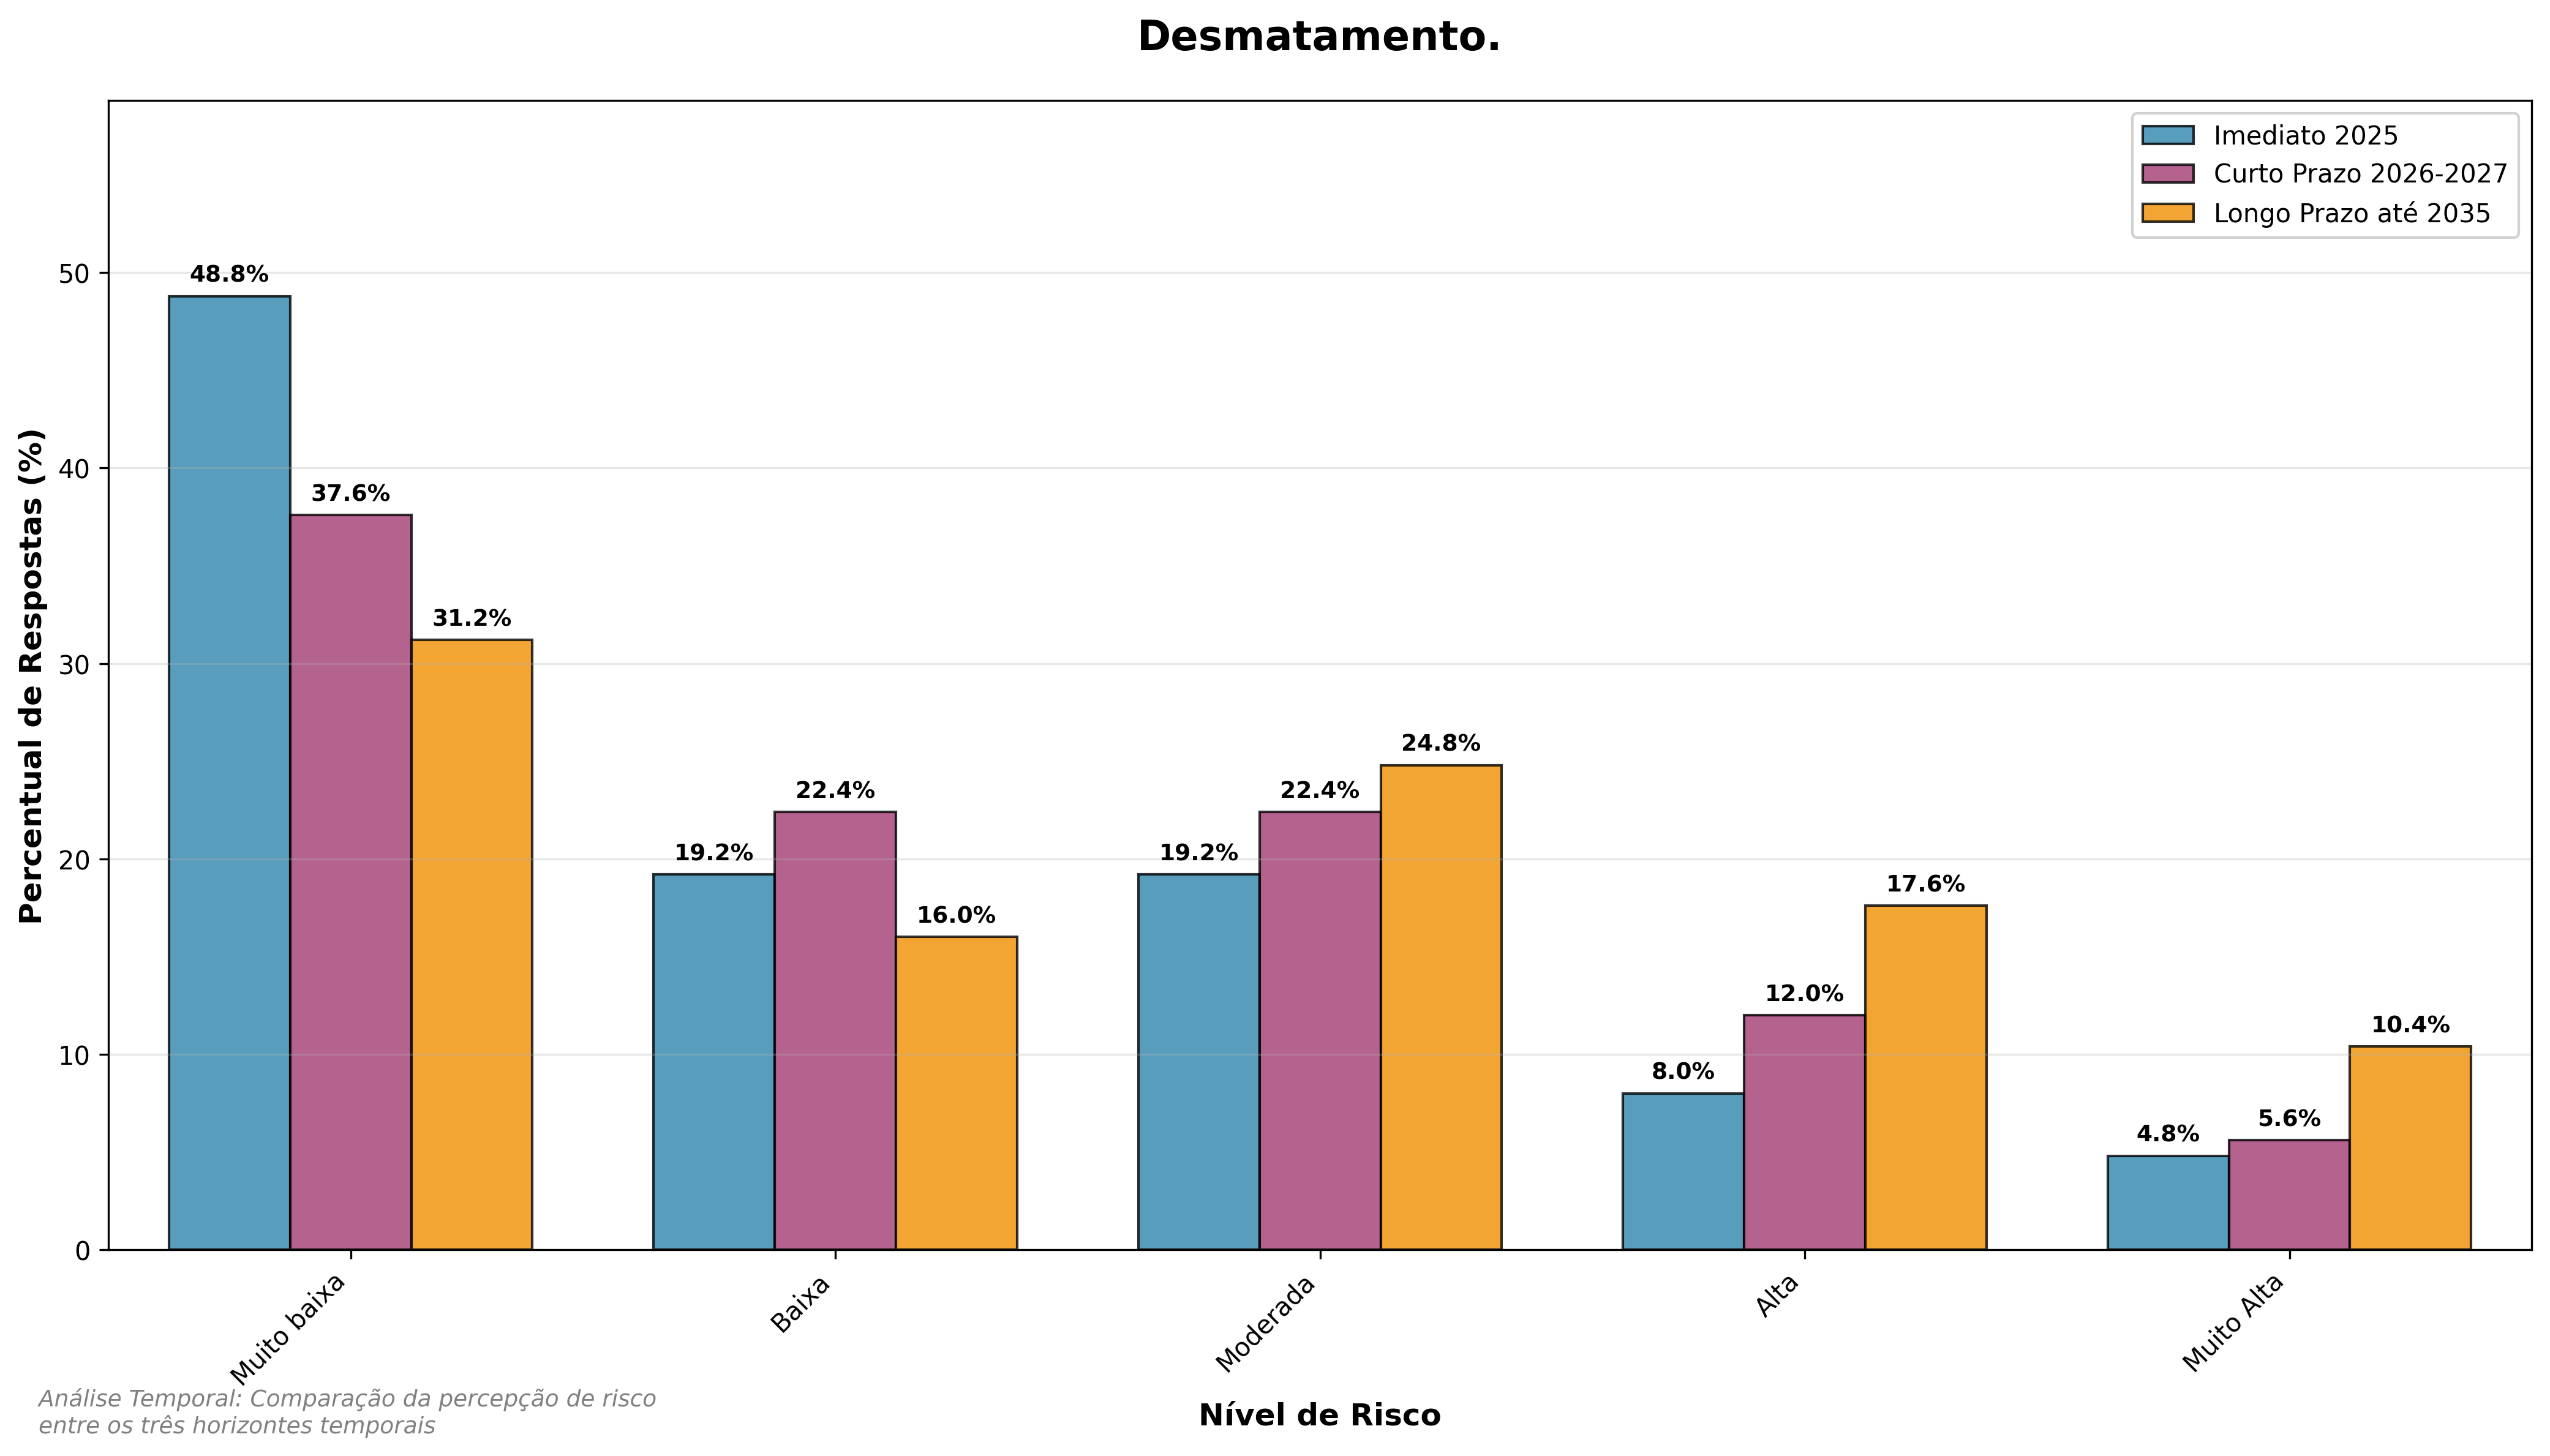 Desmatamento.
Imediato 2025
Curto Prazo 2026-2027
Longo Prazo até 2035
Percentual de Respostas (%)
50
40
30
20
10
0
48.8%
37.6%
31.2%
19.2%
22.4%
16.0%
19.2%
22.4%
24.8%
8.0%
12.0%
17.6%
4.8%
5.6%
10.4%
Muito baixa
Baixa
Moderada
Alta
Muito Alta
Nível de Risco
Análise Temporal: Comparação da percepção de risco
entre os três horizontes temporais